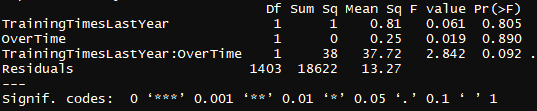 Df Sum Sq Mean Sq F value Pr(>F)
TrainingTimesLastYear 1 1 0.81 0.061 0.805
OverTime 1 0 0.25 0.019 0.890
TrainingTimesLastYear:OverTime 1 38 37.72 2.842 0.092 .
Residuals 1403 18622 13.27
---
Signif. codes: 0 ‘***’ 0.001 ‘**’ 0.01 ‘*’ 0.05 ‘.’ 0.1 ‘ ’ 1